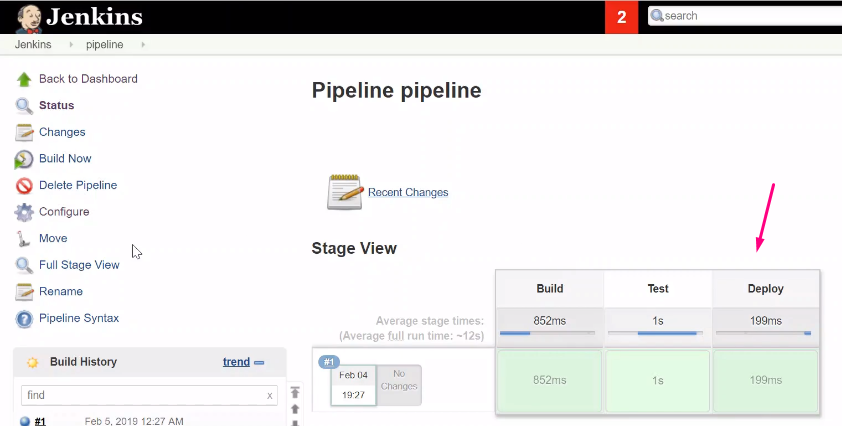 Jenkins
2
search
Jenkins
pipeline
Back to Dashboard
Status
Changes
Build Now
Delete Pipeline
Configure
Move
Full Stage View
Rename
Pipeline Syntax
Build History
trend
find
x
#1
Feb 5, 2019 12:27 AM
Pipeline pipeline
Recent Changes
Stage View
Build Test Deploy
Average stage times: 852ms 1s 199ms
(Average full run time: ~12s)
#1
Feb 04
19:27
No
Changes
852ms 1s 199ms